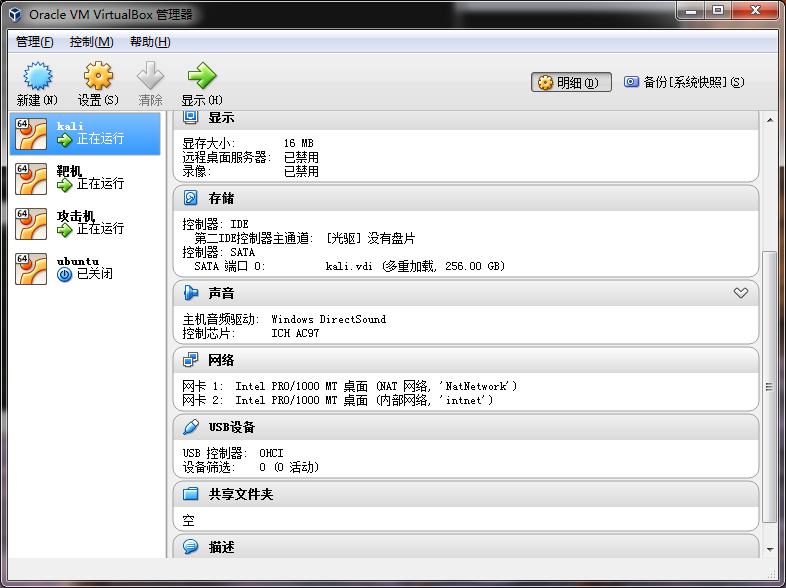 Oracle VM VirtualBox 管理器
管理(F) 控制(M) 帮助(H)
新建(N) 设置(S) 清除 显示(H) 明细(D) 备份[系统快照](S)
64 kali
正在运行
64 靶机
正在运行
64 攻击机
正在运行
64 ubuntu
已关闭
显示
显存大小: 16 MB
远程桌面服务器: 已禁用
录像: 已禁用
存储
控制器: IDE
第二IDE控制器主通道: [光驱] 没有盘片
控制器: SATA
SATA 端口 0: kali.vdi (多重加载, 256.00 GB)
声音
主机音频驱动: Windows DirectSound
控制芯片: ICH AC97
网络
网卡 1: Intel PRO/1000 MT 桌面 (NAT 网络, 'NatNetwork')
网卡 2: Intel PRO/1000 MT 桌面 (内部网络, 'intnet')
USB设备
USB 控制器: OHCI
设备筛选: 0 (0 活动)
共享文件夹
空
描述